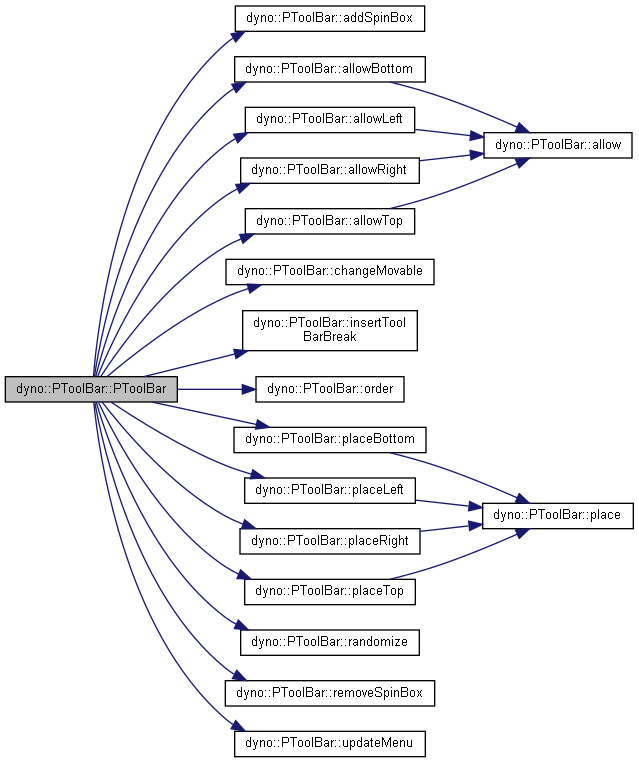 dyno::PToolBar::addSpinBox
dyno::PToolBar::allowBottom
dyno::PToolBar::allowLeft
dyno::PToolBar::allow
dyno::PToolBar::allowRight
dyno::PToolBar::allowTop
dyno::PToolBar::changeMovable
dyno::PToolBar::insertTool
BarBreak
dyno::PToolBar::PToolBar
dyno::PToolBar::order
dyno::PToolBar::placeBottom
dyno::PToolBar::placeLeft
dyno::PToolBar::place
dyno::PToolBar::placeRight
dyno::PToolBar::placeTop
dyno::PToolBar::randomize
dyno::PToolBar::removeSpinBox
dyno::PToolBar::updateMenu